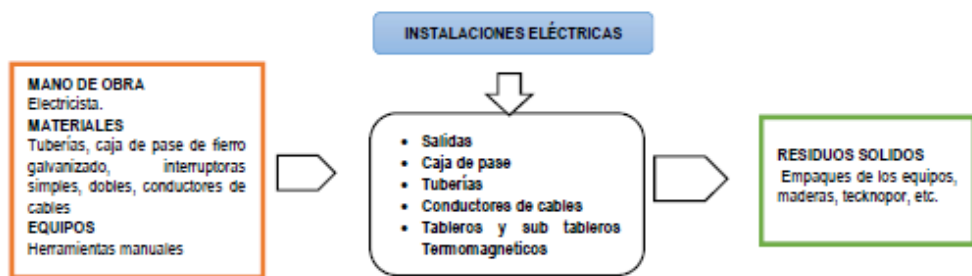 INSTALACIONES ELÉCTRICAS
MANO DE OBRA
Electricista.
MATERIALES
Tuberías, caja de pase de fierro
galvanizado, interruptoras
simples, dobles, conductores de
cables
EQUIPOS
Herramientas manuales
• Salidas
• Caja de pase
• Tuberías
• Conductores de cables
• Tableros y sub tableros
Termomagneticos
RESIDUOS SOLIDOS
Empaques de los equipos,
maderas, tecknopor, etc.